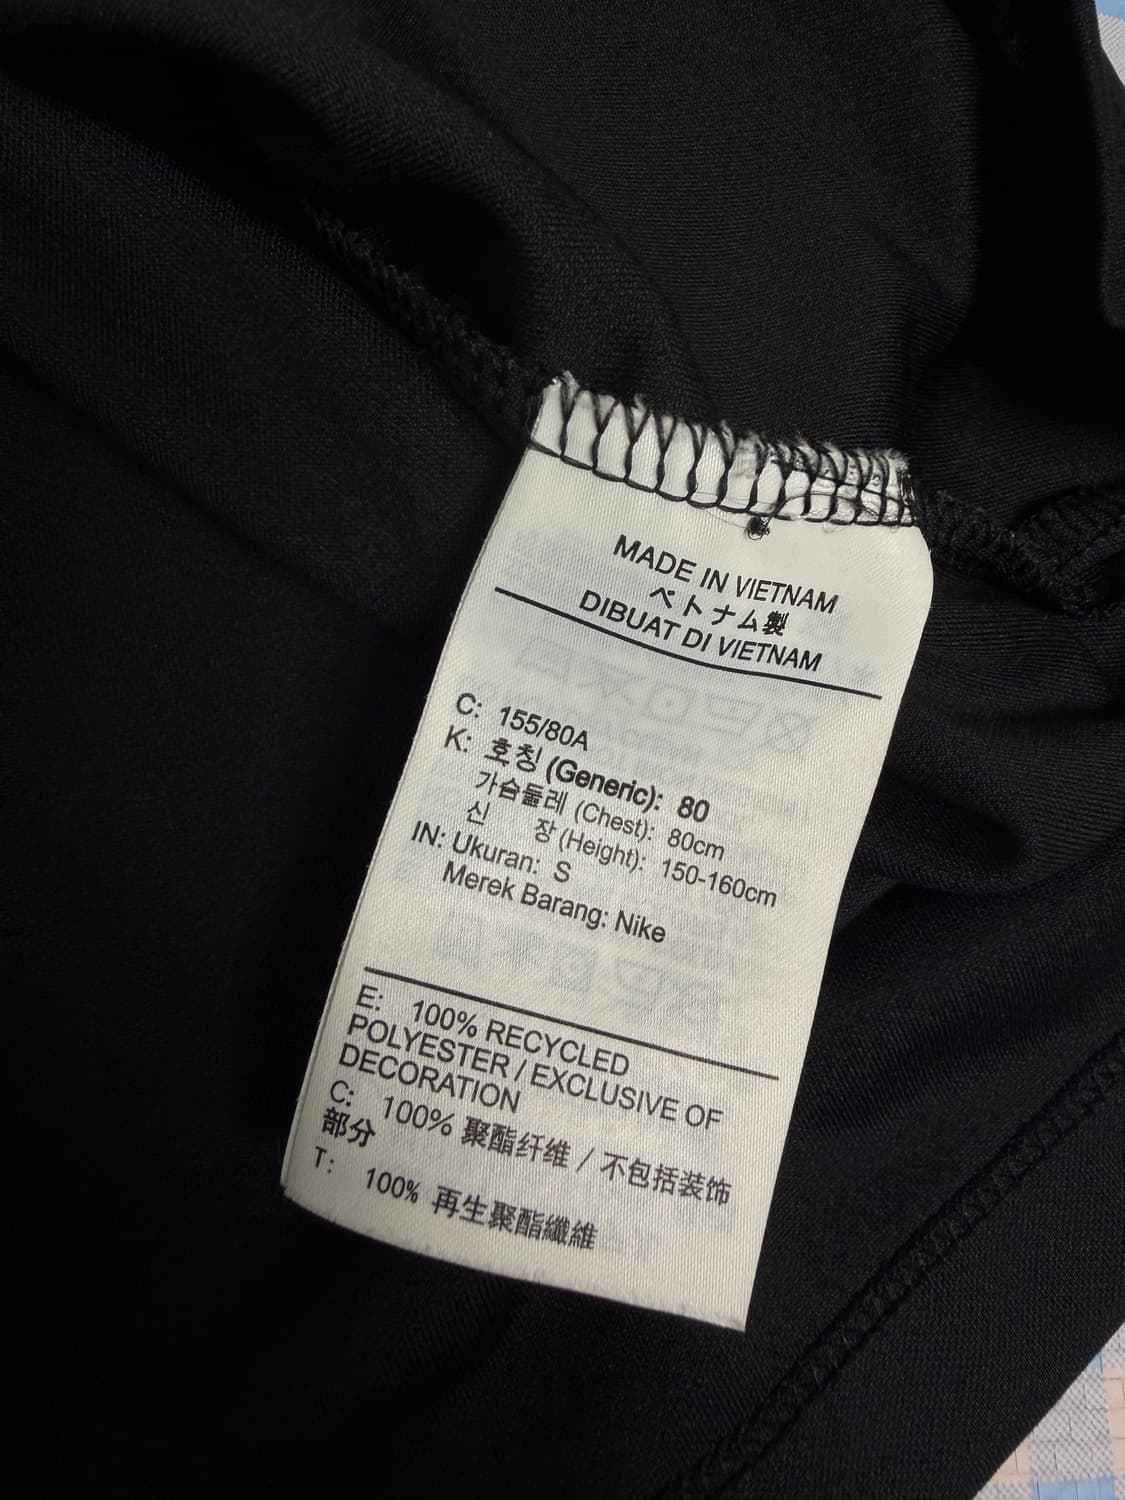 MADE IN VIETNAM
ベトナム製
DIBUAT DI VIETNAM
C: 155/80A
K: 호칭 (Generic): 80
가슴둘레 (Chest): 80cm
신 장 (Height): 150-160cm
IN: Ukuran: S
Merek Barang: Nike
E: 100% RECYCLED
POLYESTER / EXCLUSIVE OF
DECORATION
C: 100% 聚酯纤维 / 不包括装饰
部分
T: 100% 再生聚酯纖維